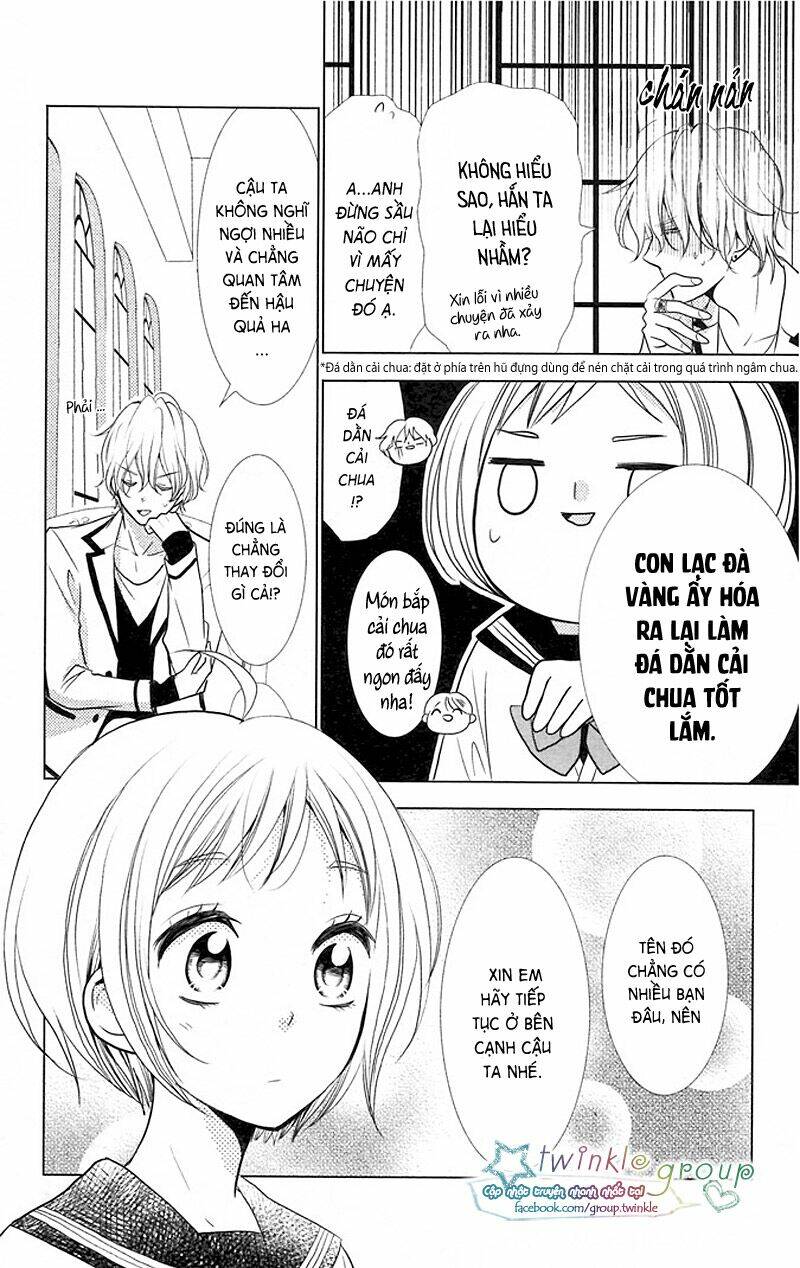 chán nản
KHÔNG HIỂU
SAO, HẮN TA
LẠI HIỂU
NHẦM?
Xin lỗi vì nhiều
chuyện đã xảy
ra nha.
A...ANH
ĐỪNG SẦU
NÃO CHỈ
VÌ MẤY
CHUYỆN
ĐÓ Ạ.
*Đá dằn cải chua: đặt ở phía trên hũ đựng dùng để nén chặt cải trong quá trình ngâm chua.
CON LẠC ĐÀ
VÀNG ẤY HÓA
RA LẠI LÀM
ĐÁ DẰN CẢI
CHUA TỐT
LẮM.
ĐÁ
DẰN CẢI
CHUA
!?
Món bắp
cải chua
đó rất
ngon đấy
nha!
CẬU TA
KHÔNG NGHĨ
NGỢI NHIỀU
VÀ CHẲNG
QUAN TÂM
ĐẾN HẬU
QUẢ HA
...
Phải ...
ĐÚNG LÀ
CHẲNG
THAY ĐỔI
GÌ CẢ!?
TÊN ĐÓ
CHẲNG CÓ
NHIỀU BẠN
ĐÂU, NÊN
XIN EM
HÃY TIẾP
TỤC Ở BÊN
CẠNH CẬU
TA NHÉ.
twinkle group
cập nhật truyện nhanh nhất tại
facebook.com/group.twinkle